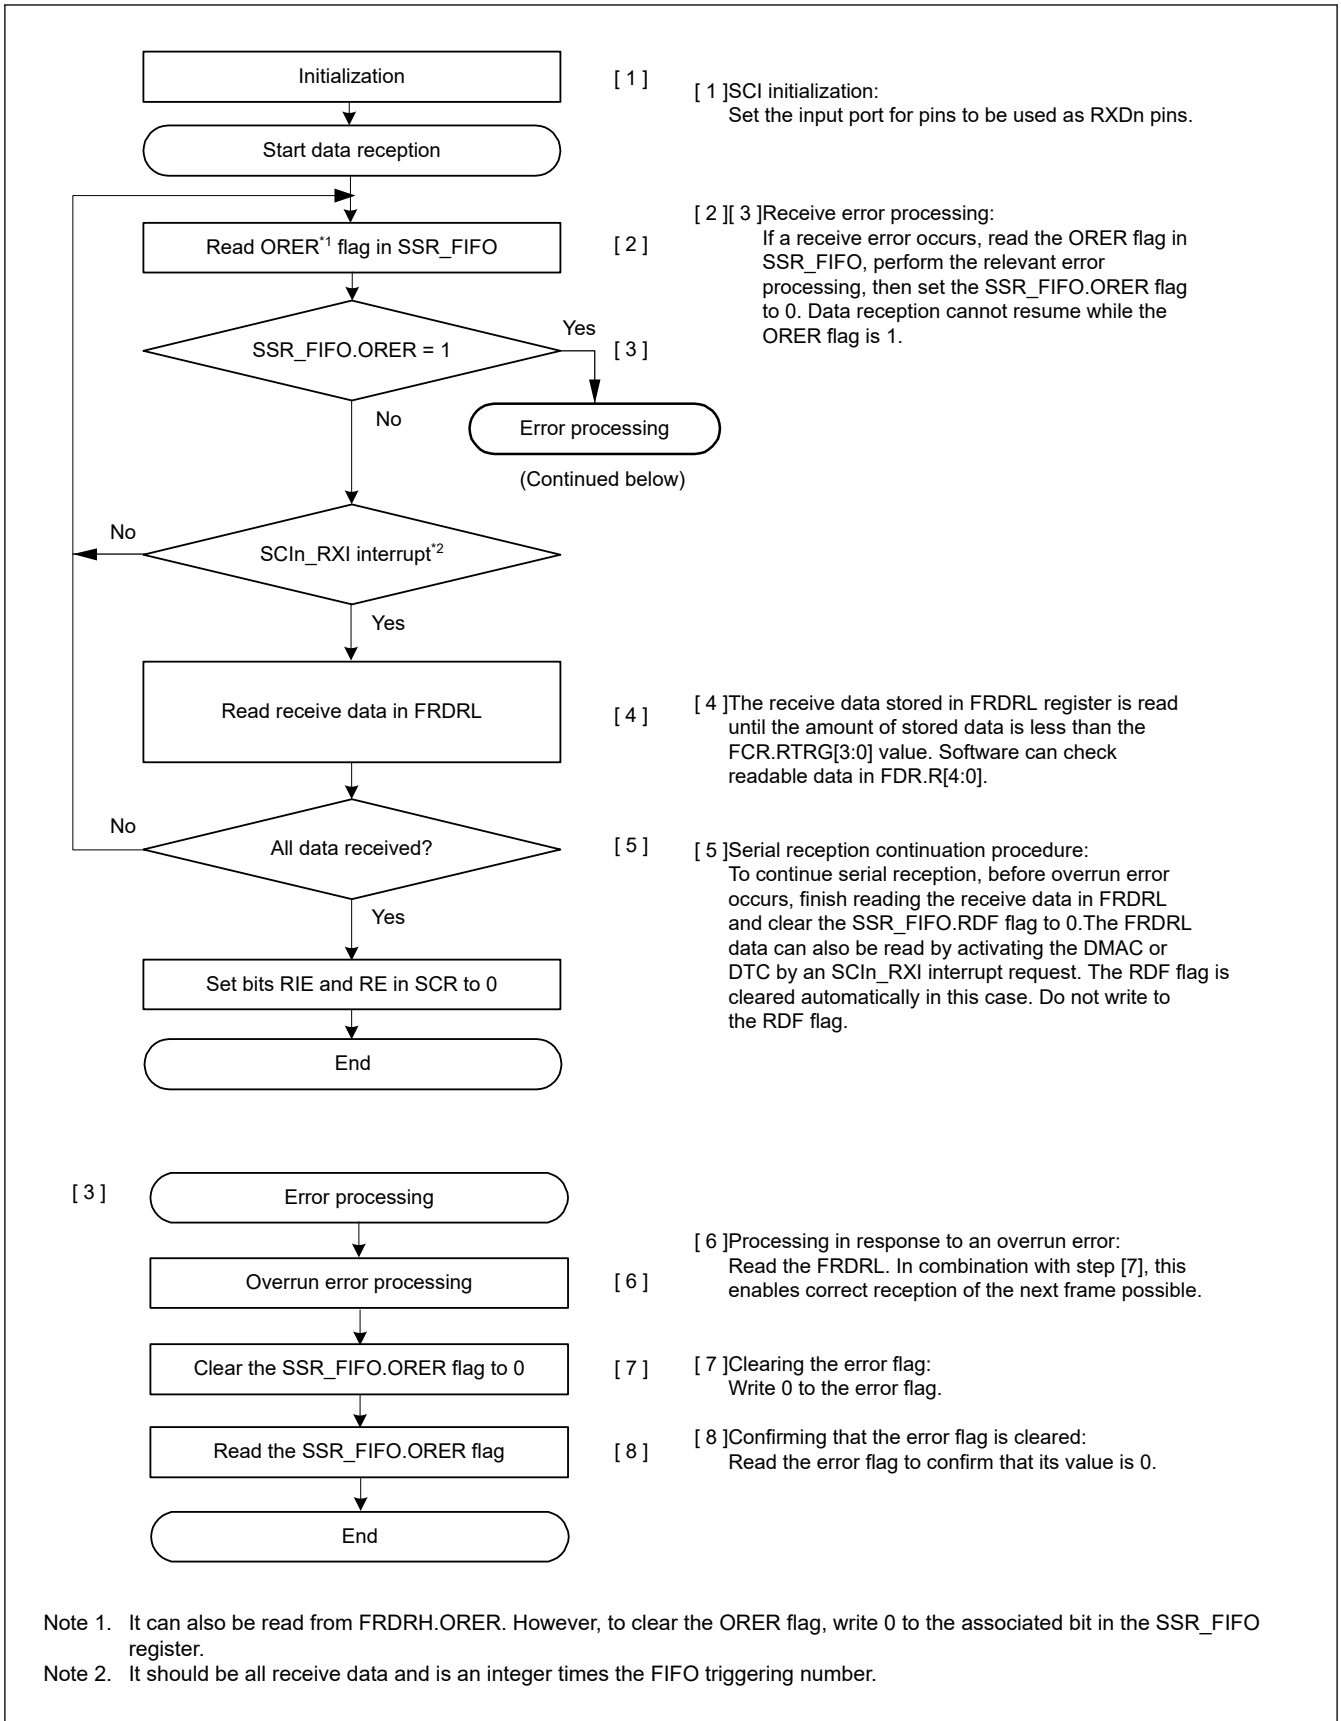 Initialization
[ 1 ]
[ 1 ]SCI initialization:
Set the input port for pins to be used as RXDn pins.
Start data reception
Read ORER*1 flag in SSR_FIFO
[ 2 ]
[ 2 ][ 3 ]Receive error processing:
If a receive error occurs, read the ORER flag in
SSR_FIFO, perform the relevant error
processing, then set the SSR_FIFO.ORER flag
to 0. Data reception cannot resume while the
ORER flag is 1.
SSR_FIFO.ORER = 1
Yes
[ 3 ]
No
Error processing
(Continued below)
No
SCIn_RXI interrupt*2
Yes
Read receive data in FRDRL
[ 4 ]
[ 4 ]The receive data stored in FRDRL register is read
until the amount of stored data is less than the
FCR.RTRG[3:0] value. Software can check
readable data in FDR.R[4:0].
No
All data received?
[ 5 ]
[ 5 ]Serial reception continuation procedure:
To continue serial reception, before overrun error
occurs, finish reading the receive data in FRDRL
and clear the SSR_FIFO.RDF flag to 0.The FRDRL
data can also be read by activating the DMAC or
DTC by an SCIn_RXI interrupt request. The RDF flag is
cleared automatically in this case. Do not write to
the RDF flag.
Yes
Set bits RIE and RE in SCR to 0
End
[ 3 ]
Error processing
Overrun error processing
[ 6 ]
[ 6 ]Processing in response to an overrun error:
Read the FRDRL. In combination with step [7], this
enables correct reception of the next frame possible.
Clear the SSR_FIFO.ORER flag to 0
[ 7 ]
[ 7 ]Clearing the error flag:
Write 0 to the error flag.
Read the SSR_FIFO.ORER flag
[ 8 ]
[ 8 ]Confirming that the error flag is cleared:
Read the error flag to confirm that its value is 0.
End
Note 1. It can also be read from FRDRH.ORER. However, to clear the ORER flag, write 0 to the associated bit in the SSR_FIFO
register.
Note 2. It should be all receive data and is an integer times the FIFO triggering number.